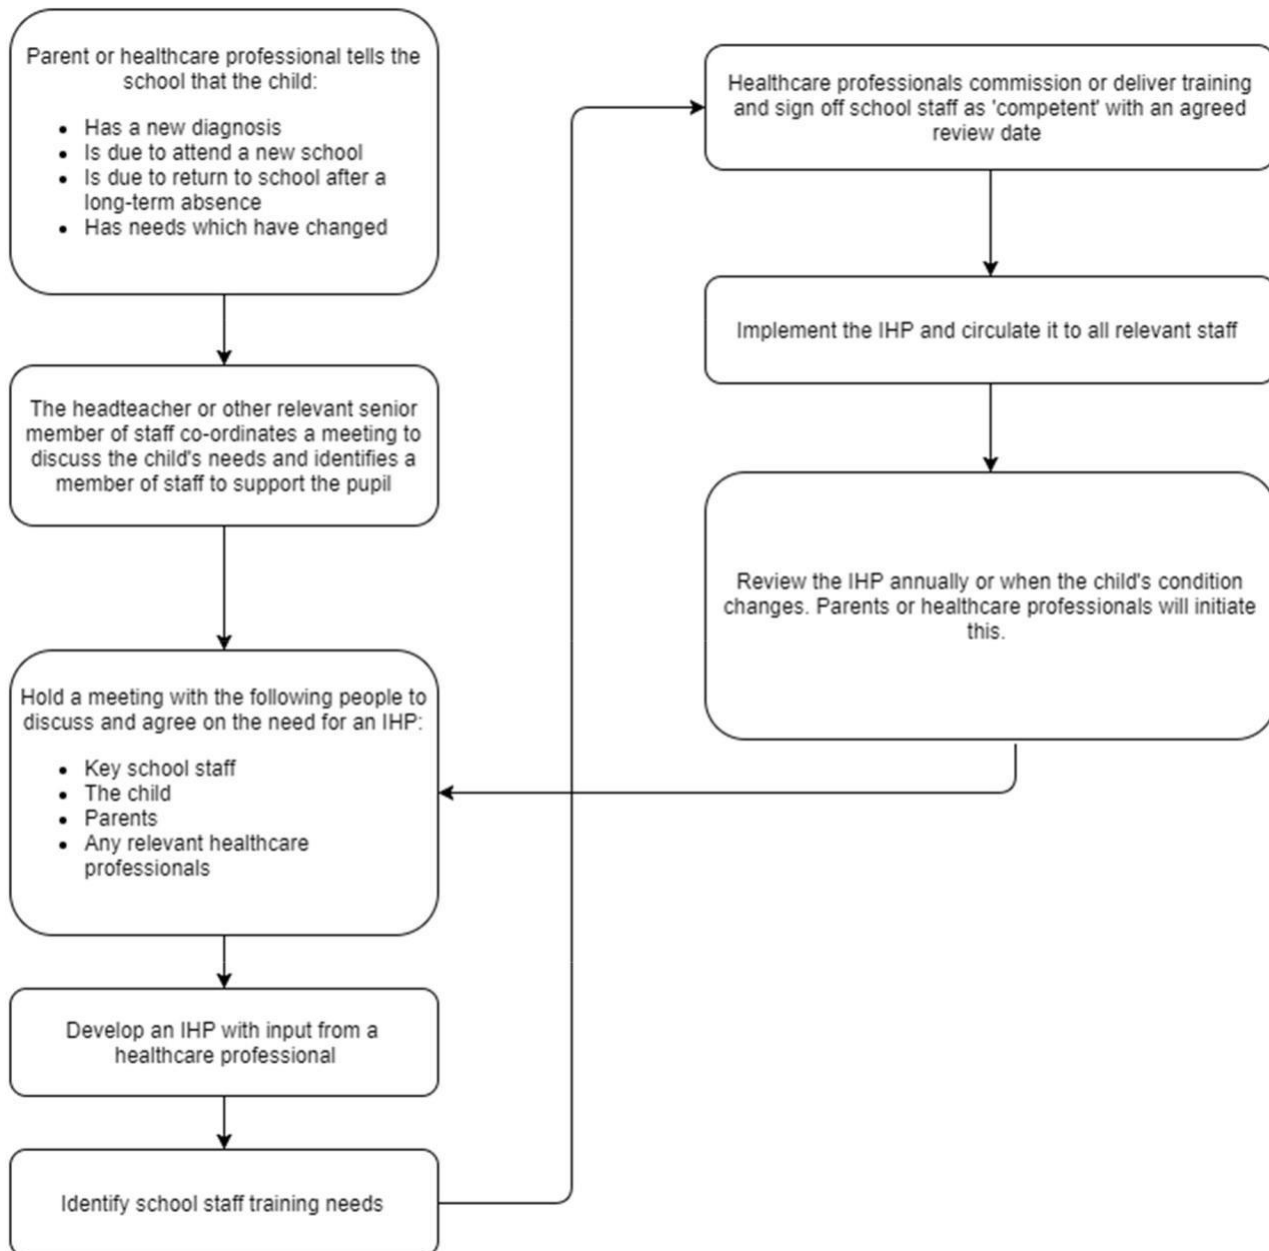 Parent or healthcare professional tells the
school that the child:
• Has a new diagnosis
• Is due to attend a new school
• Is due to return to school after a
long-term absence
• Has needs which have changed
The headteacher or other relevant senior
member of staff co-ordinates a meeting to
discuss the child's needs and identifies a
member of staff to support the pupil
Hold a meeting with the following people to
discuss and agree on the need for an IHP:
• Key school staff
• The child
• Parents
• Any relevant healthcare
professionals
Develop an IHP with input from a
healthcare professional
Identify school staff training needs
Healthcare professionals commission or deliver training
and sign off school staff as 'competent' with an agreed
review date
Implement the IHP and circulate it to all relevant staff
Review the IHP annually or when the child's condition
changes. Parents or healthcare professionals will initiate
this.